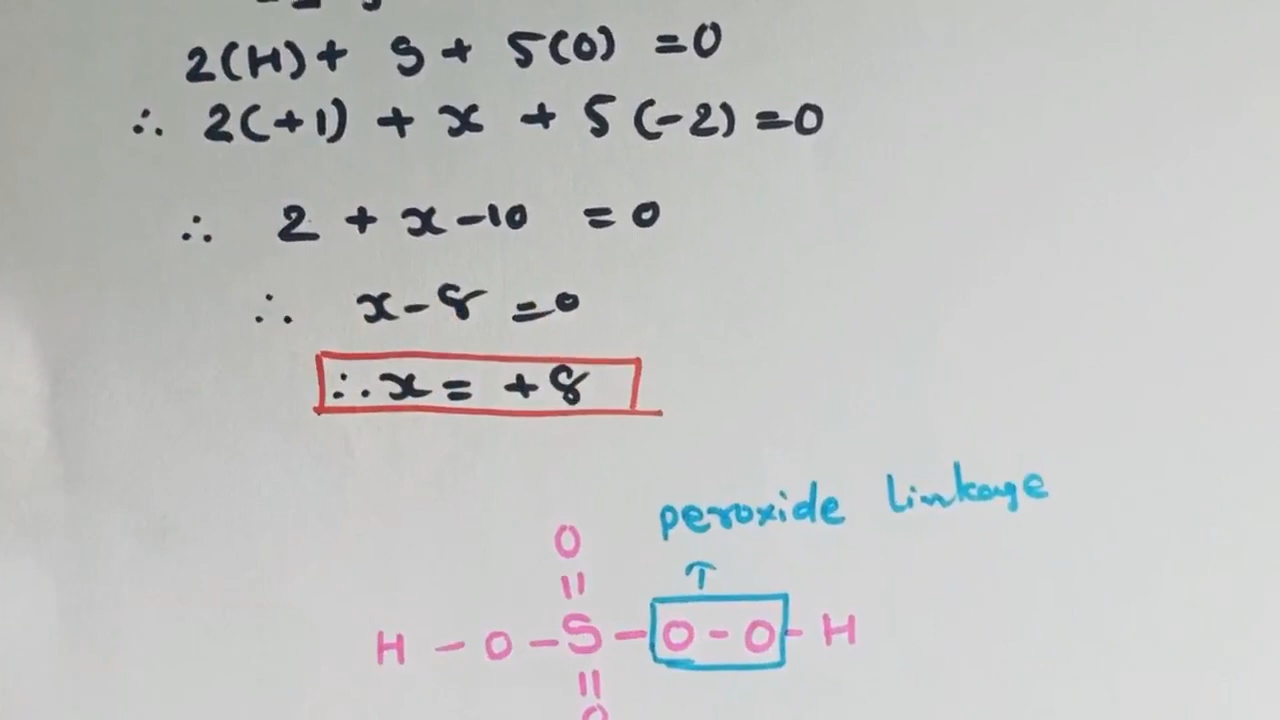 2(H) + S + 5(O) = 0
∴ 2(+1) + x + 5(-2) = 0
∴ 2 + x - 10 = 0
∴ x - 8 = 0
∴ x = + 8
peroxide linkage
↑
O
||
H - O - S - O - O - H
||
O